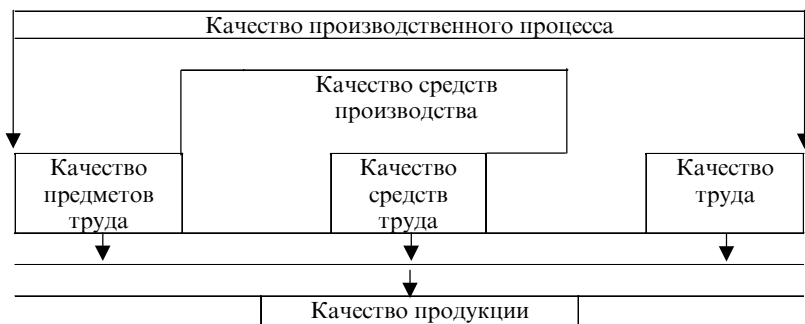 Качество производственного процесса
Качество средств
производства
Качество
предметов
труда
Качество
средств
труда
Качество
труда
Качество продукции